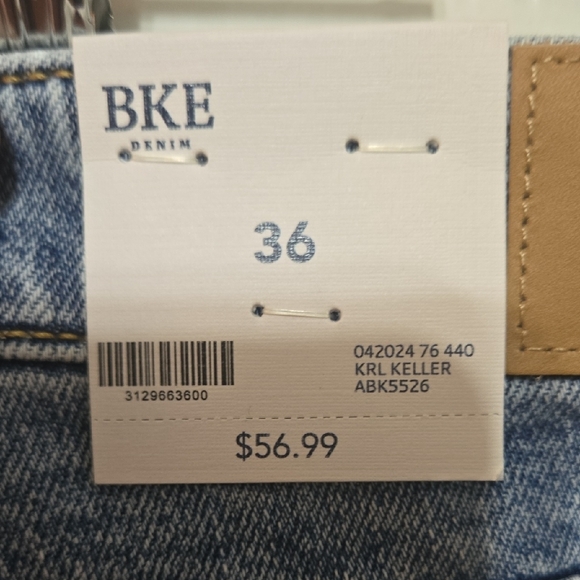 BKE
DENIM
36
042024 76 440
KRL KELLER
ABK5526
3129663600
$56.99